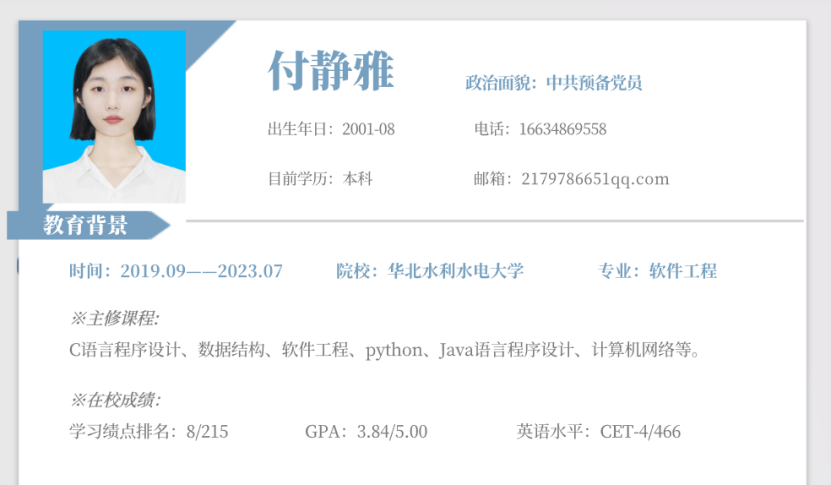 付静雅
政治面貌：中共预备党员
出生年日：2001-08 电话：16634869558
目前学历：本科 邮箱：2179786651qq.com
教育背景
时间：2019.09——2023.07 院校：华北水利水电大学 专业：软件工程
※主修课程:
C语言程序设计、数据结构、软件工程、python、Java语言程序设计、计算机网络等。
※在校成绩：
学习绩点排名：8/215 GPA：3.84/5.00 英语水平：CET-4/466